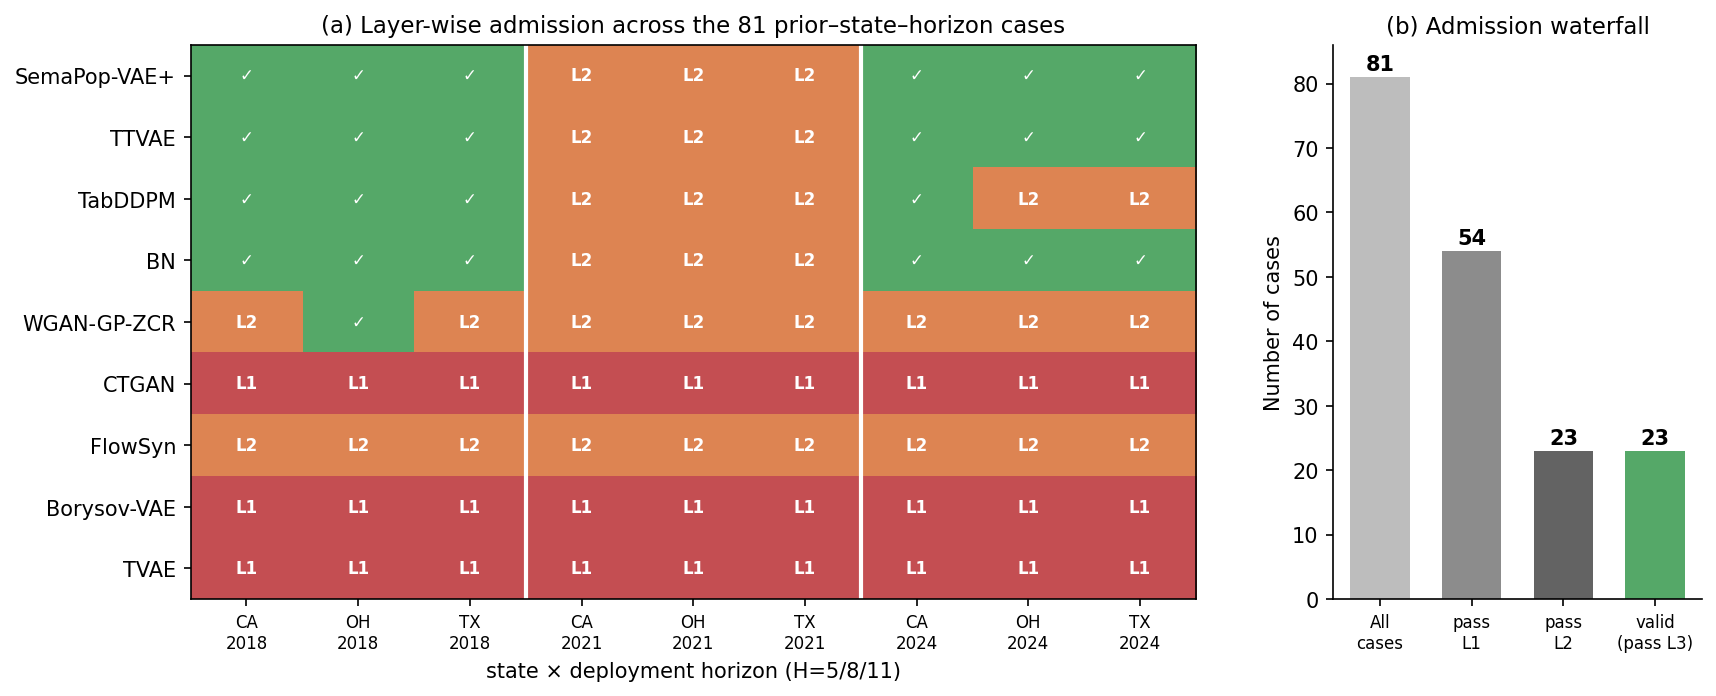 (a) Layer-wise admission across the 81 prior–state–horizon cases
SemaPop-VAE+ ✓ ✓ ✓ L2 L2 L2 ✓ ✓ ✓
TTVAE ✓ ✓ ✓ L2 L2 L2 ✓ ✓ ✓
TabDDPM ✓ ✓ ✓ L2 L2 L2 ✓ L2 L2
BN ✓ ✓ ✓ L2 L2 L2 ✓ ✓ ✓
WGAN-GP-ZCR L2 ✓ L2 L2 L2 L2 L2 L2 L2
CTGAN L1 L1 L1 L1 L1 L1 L1 L1 L1
FlowSyn L2 L2 L2 L2 L2 L2 L2 L2 L2
Borysov-VAE L1 L1 L1 L1 L1 L1 L1 L1 L1
TVAE L1 L1 L1 L1 L1 L1 L1 L1 L1
CA OH TX CA OH TX CA OH TX
2018 2018 2018 2021 2021 2021 2024 2024 2024
state × deployment horizon (H=5/8/11)
(b) Admission waterfall
Number of cases
80
70
60
50
40
30
20
10
0
81
54
23
23
All
cases
pass
L1
pass
L2
valid
(pass L3)